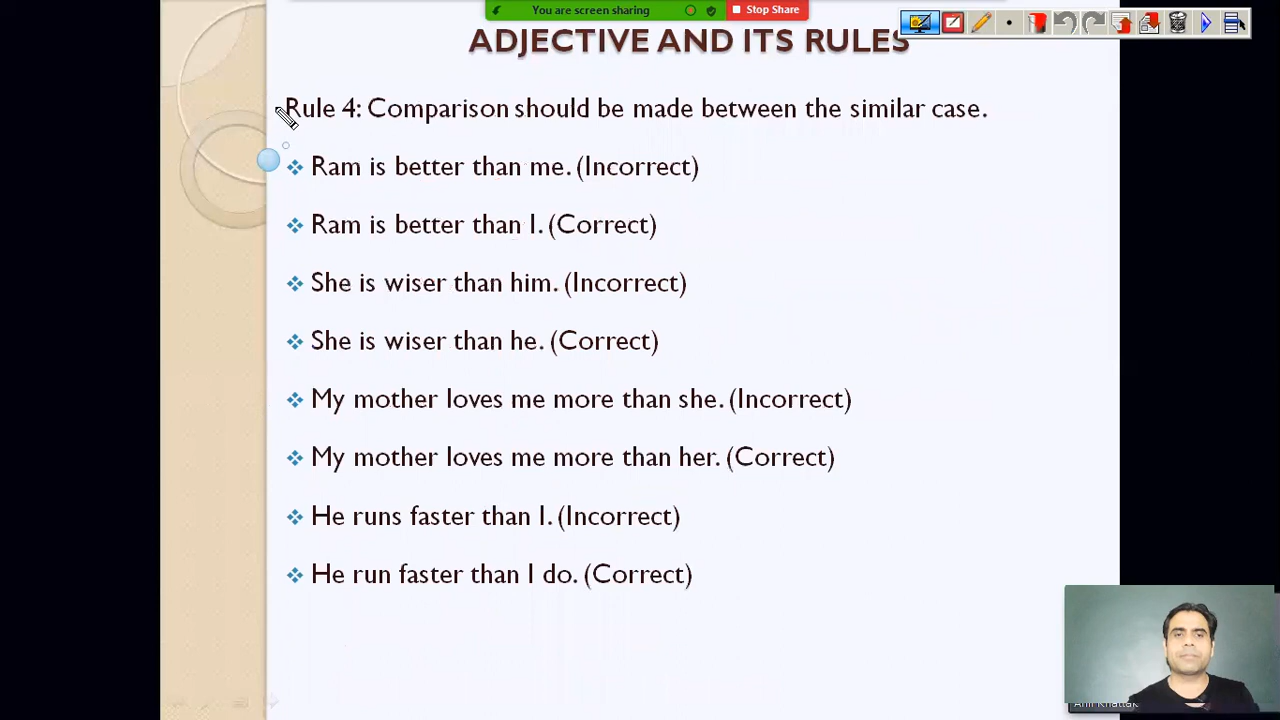 You are screen sharing
Stop Share
ADJECTIVE AND ITS RULES
Rule 4: Comparison should be made between the similar case.
Ram is better than me. (Incorrect)
Ram is better than I. (Correct)
She is wiser than him. (Incorrect)
She is wiser than he. (Correct)
My mother loves me more than she. (Incorrect)
My mother loves me more than her. (Correct)
He runs faster than I. (Incorrect)
He run faster than I do. (Correct)